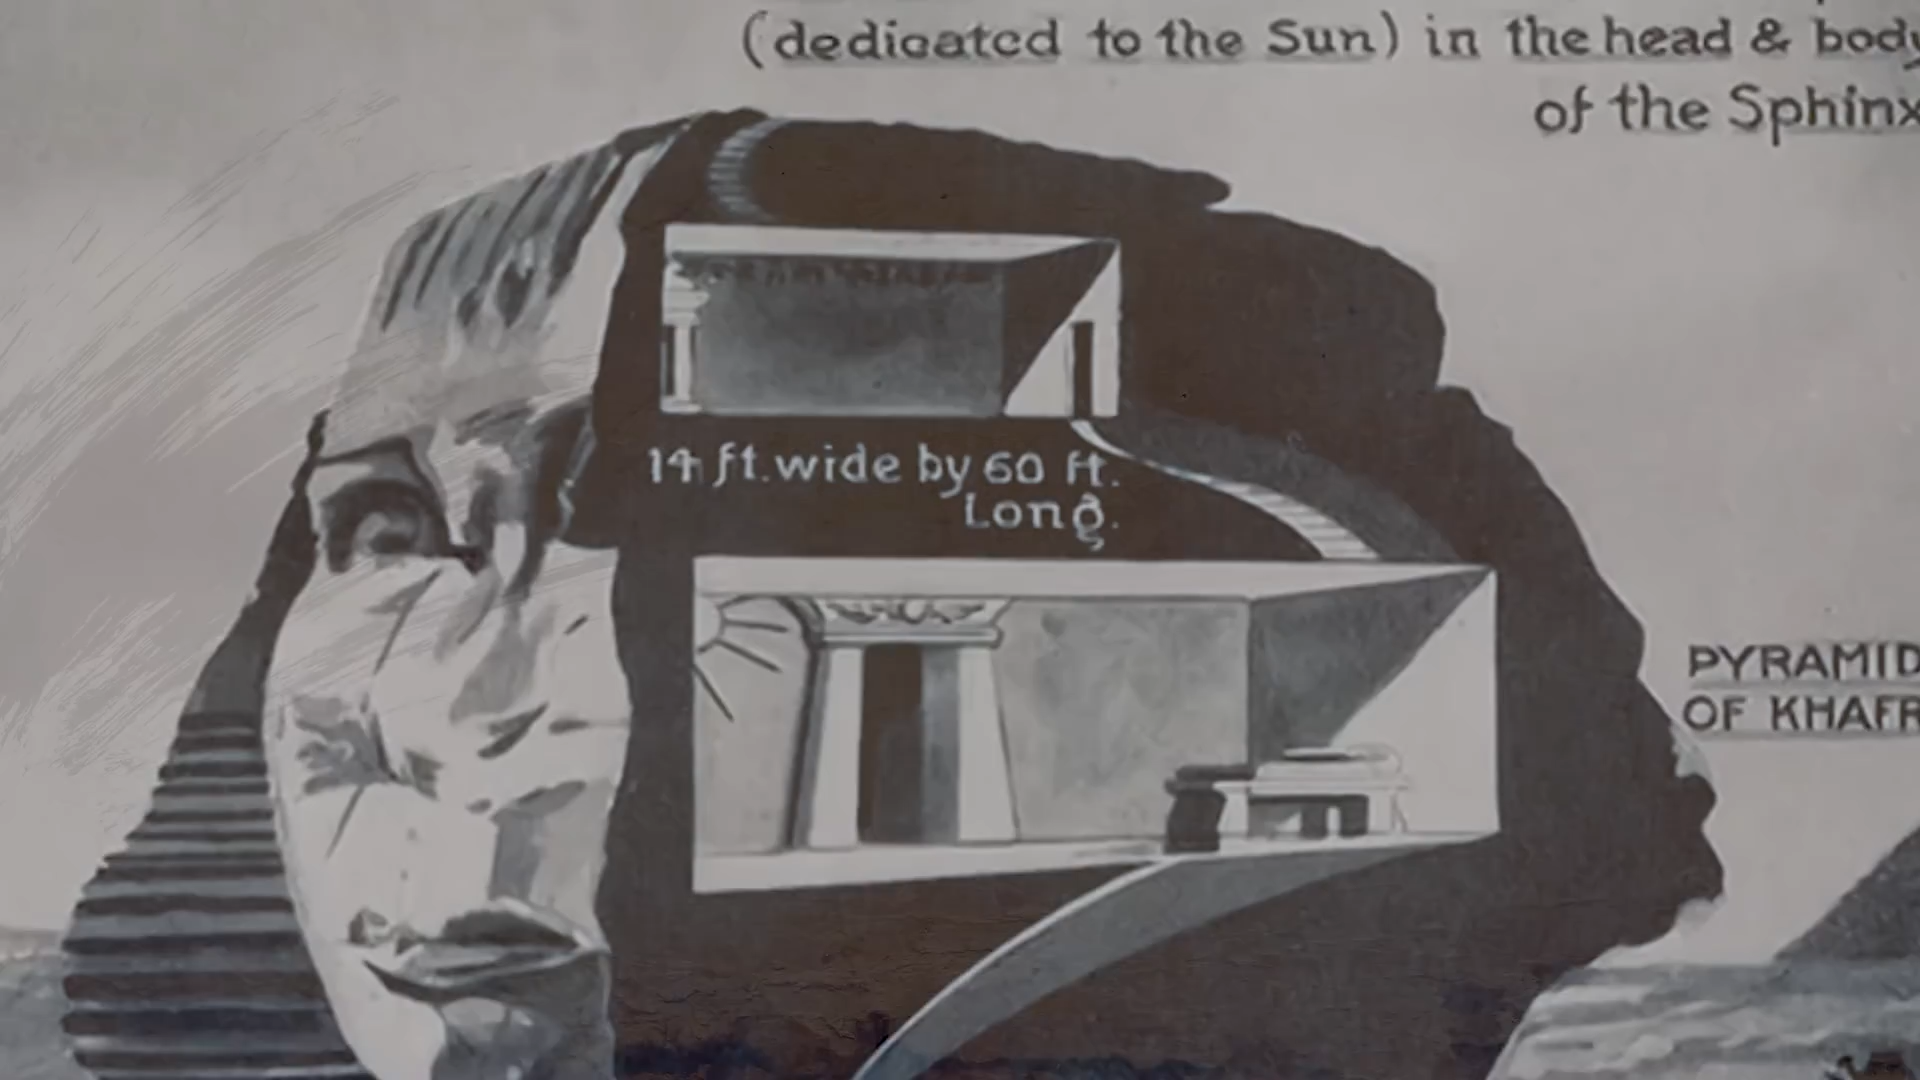 (dedicated to the Sun) in the head & body
of the Sphinx
14 ft. wide by 60 ft.
Long.
PYRAMID
OF KHAFR